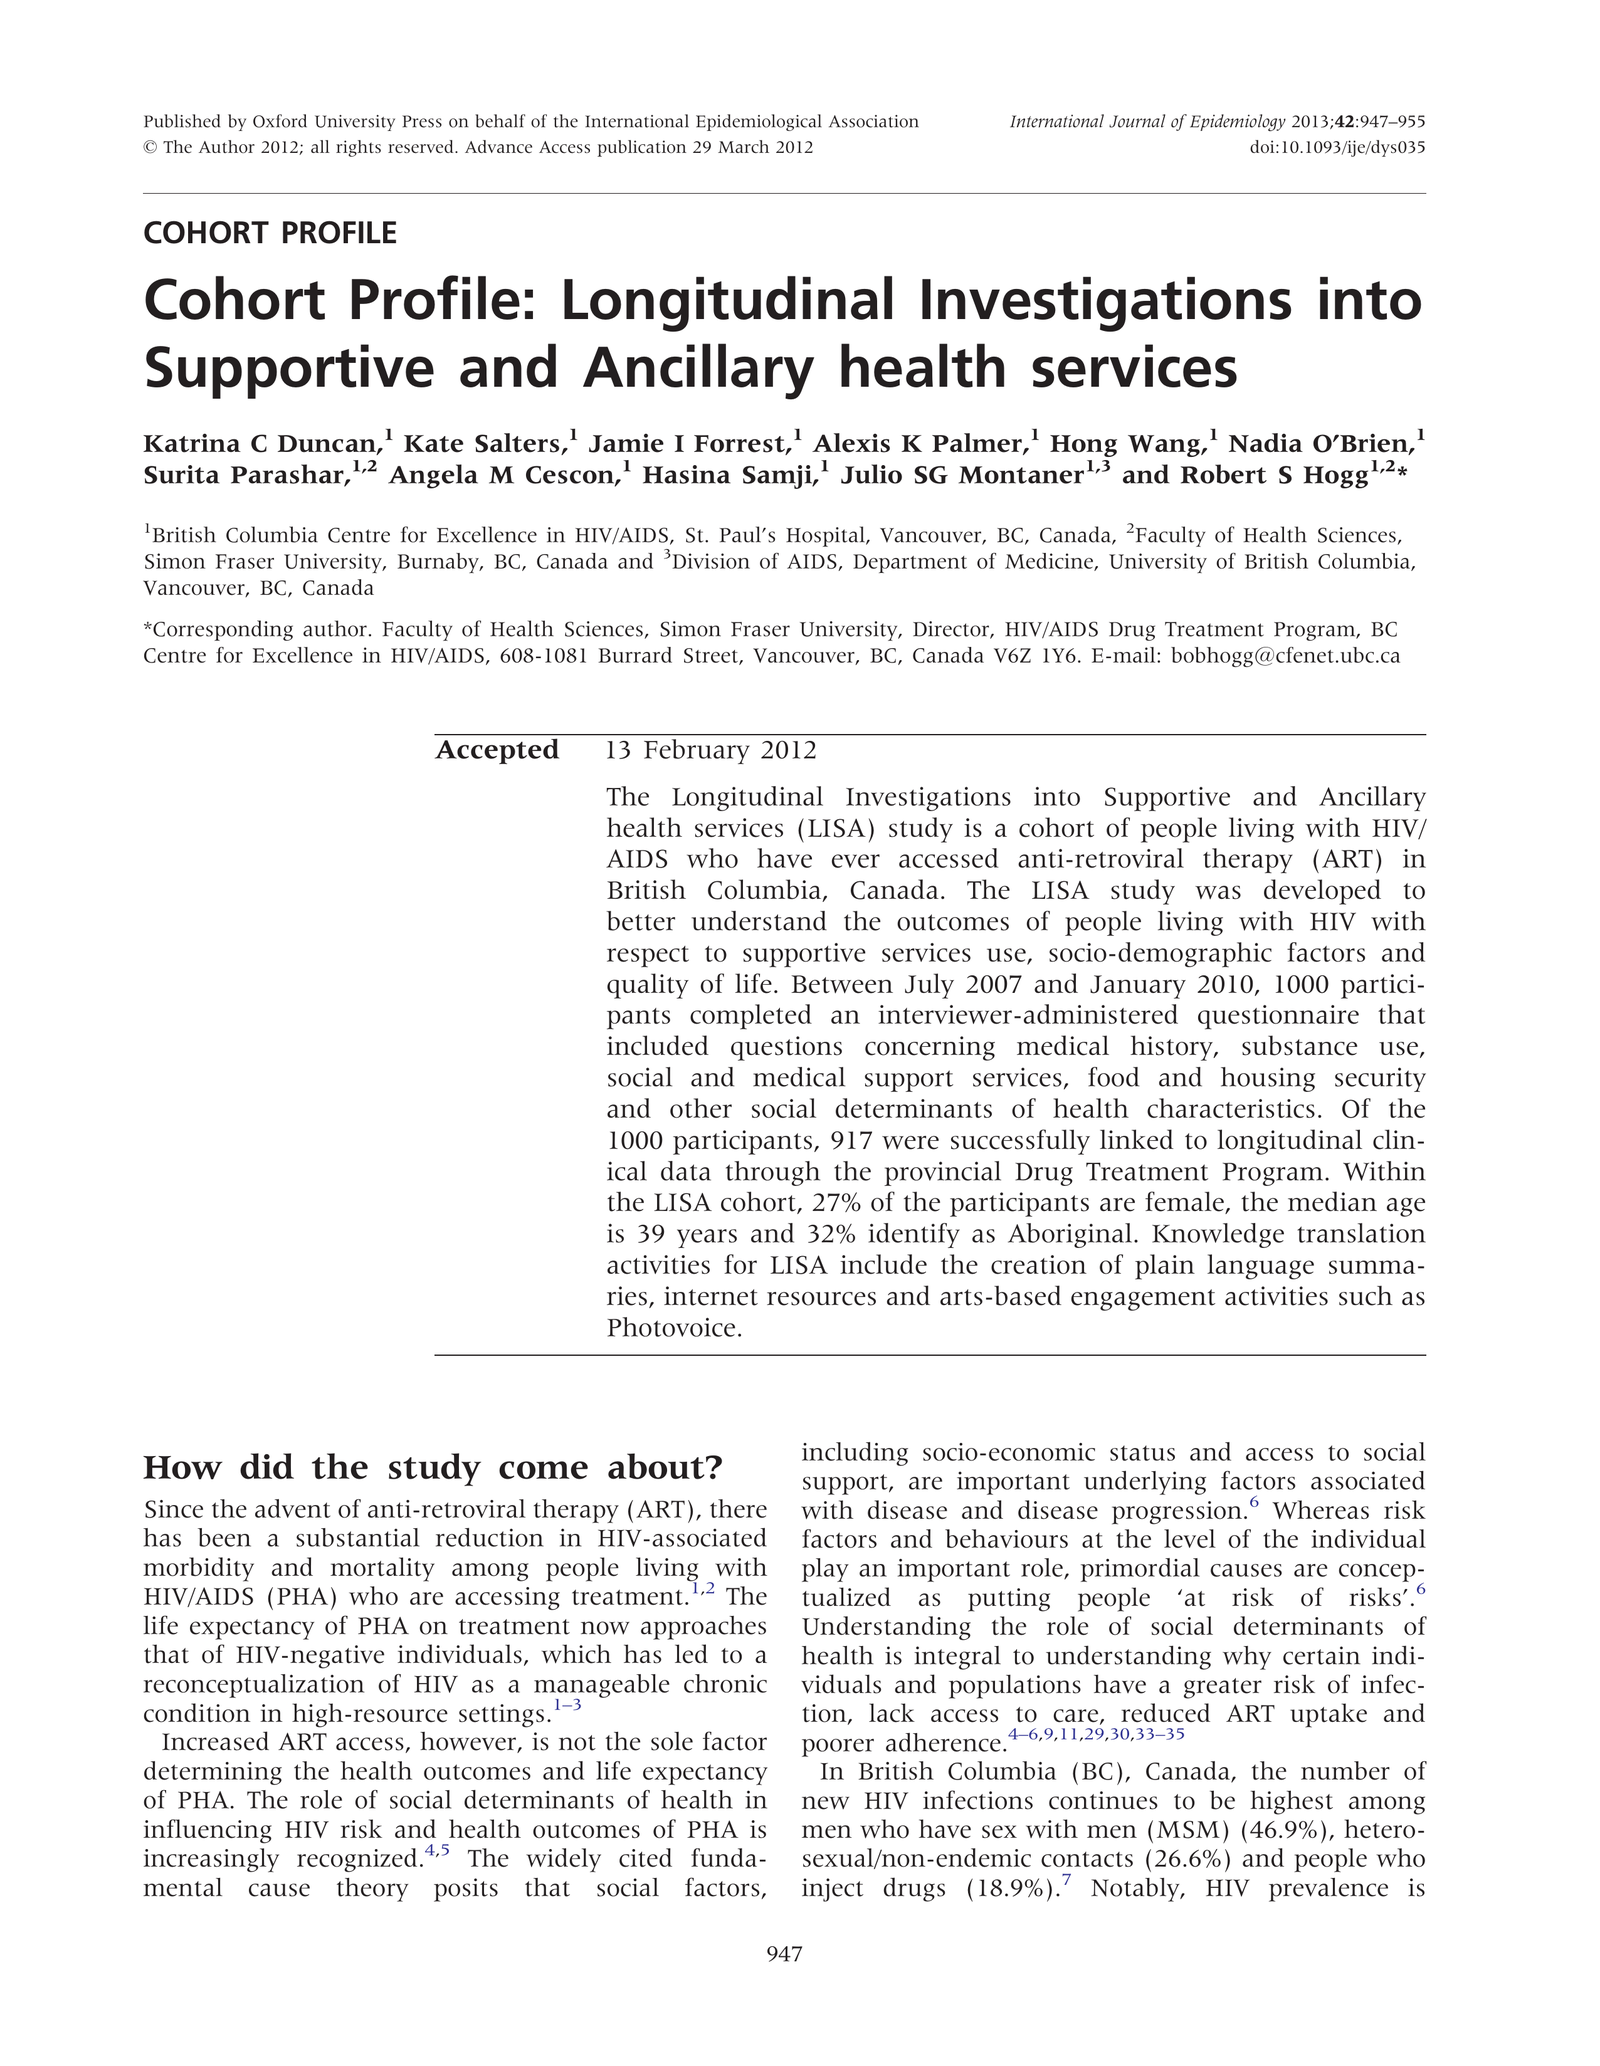 Published by Oxford University Press on behalf of the International Epidemiological Association
© The Author 2012; all rights reserved. Advance Access publication 29 March 2012
International Journal of Epidemiology 2013;42:947–955
doi:10.1093/ije/dys035
COHORT PROFILE
Cohort Profile: Longitudinal Investigations into
Supportive and Ancillary health services
Katrina C Duncan,1 Kate Salters,1 Jamie I Forrest,1 Alexis K Palmer,1 Hong Wang,1 Nadia O’Brien,1
Surita Parashar,1,2 Angela M Cescon,1 Hasina Samji,1 Julio SG Montaner1,3 and Robert S Hogg1,2*
1British Columbia Centre for Excellence in HIV/AIDS, St. Paul’s Hospital, Vancouver, BC, Canada, 2Faculty of Health Sciences,
Simon Fraser University, Burnaby, BC, Canada and 3Division of AIDS, Department of Medicine, University of British Columbia,
Vancouver, BC, Canada
*Corresponding author. Faculty of Health Sciences, Simon Fraser University, Director, HIV/AIDS Drug Treatment Program, BC
Centre for Excellence in HIV/AIDS, 608-1081 Burrard Street, Vancouver, BC, Canada V6Z 1Y6. E-mail: bobhogg@cfenet.ubc.ca
Accepted 13 February 2012
The Longitudinal Investigations into Supportive and Ancillary
health services (LISA) study is a cohort of people living with HIV/
AIDS who have ever accessed anti-retroviral therapy (ART) in
British Columbia, Canada. The LISA study was developed to
better understand the outcomes of people living with HIV with
respect to supportive services use, socio-demographic factors and
quality of life. Between July 2007 and January 2010, 1000 partici-
pants completed an interviewer-administered questionnaire that
included questions concerning medical history, substance use,
social and medical support services, food and housing security
and other social determinants of health characteristics. Of the
1000 participants, 917 were successfully linked to longitudinal clin-
ical data through the provincial Drug Treatment Program. Within
the LISA cohort, 27% of the participants are female, the median age
is 39 years and 32% identify as Aboriginal. Knowledge translation
activities for LISA include the creation of plain language summa-
ries, internet resources and arts-based engagement activities such as
Photovoice.
How did the study come about?
Since the advent of anti-retroviral therapy (ART), there
has been a substantial reduction in HIV-associated
morbidity and mortality among people living with
HIV/AIDS (PHA) who are accessing treatment.1,2 The
life expectancy of PHA on treatment now approaches
that of HIV-negative individuals, which has led to a
reconceptualization of HIV as a manageable chronic
condition in high-resource settings.1–3
Increased ART access, however, is not the sole factor
determining the health outcomes and life expectancy
of PHA. The role of social determinants of health in
influencing HIV risk and health outcomes of PHA is
increasingly recognized.4,5 The widely cited funda-
mental cause theory posits that social factors,
including socio-economic status and access to social
support, are important underlying factors associated
with disease and disease progression.6 Whereas risk
factors and behaviours at the level of the individual
play an important role, primordial causes are concep-
tualized as putting people ‘at risk of risks’.6
Understanding the role of social determinants of
health is integral to understanding why certain indi-
viduals and populations have a greater risk of infec-
tion, lack access to care, reduced ART uptake and
poorer adherence.4–6,9,11,29,30,33–35
In British Columbia (BC), Canada, the number of
new HIV infections continues to be highest among
men who have sex with men (MSM) (46.9%), hetero-
sexual/non-endemic contacts (26.6%) and people who
inject drugs (18.9%).7 Notably, HIV prevalence is
947